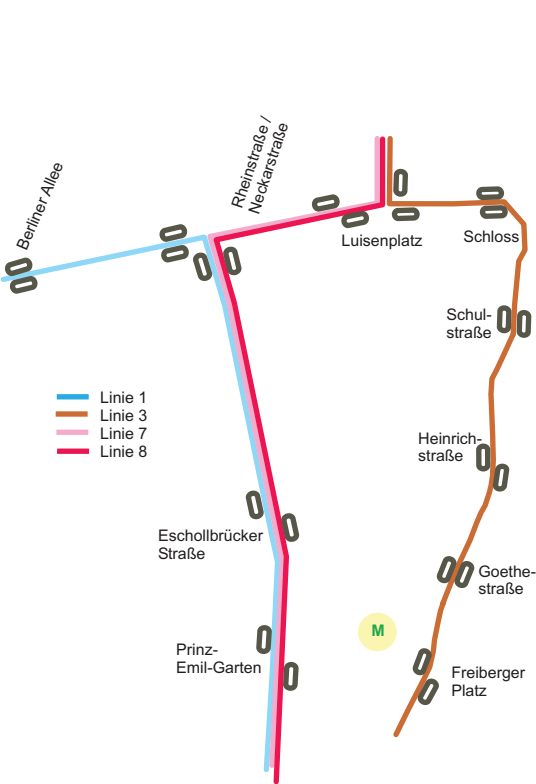 Berliner Allee
Rheinstraße /
Neckarstraße
Luisenplatz
Schloss
Schul-
straße
Linie 1
Linie 3
Linie 7
Linie 8
Heinrich-
straße
Eschollbrücker
Straße
Goethe-
straße
M
Prinz-
Emil-Garten
Freiberger
Platz